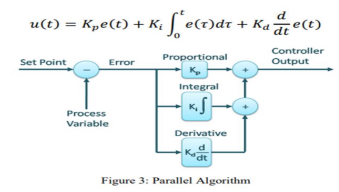 u(t) = K_p e(t) + K_i ∫_0^t e(τ)dτ + K_d d/dt e(t)
Controller
Output
Set Point
Error
Proportional
K_p
−
+
Integral
K_i ∫
+
Process
Variable
Derivative
K_d d/dt
Figure 3: Parallel Algorithm